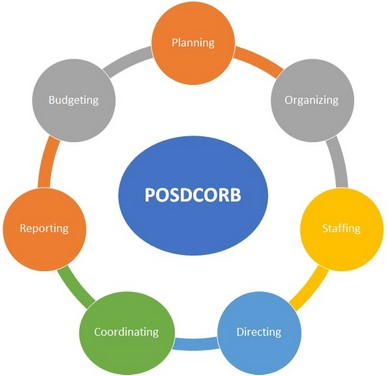 Planning
Organizing
Staffing
Directing
Coordinating
Reporting
Budgeting
POSDCORB